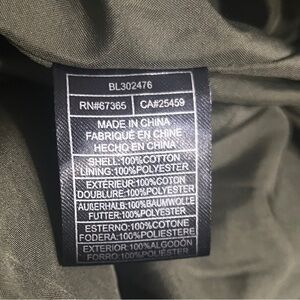 BL302476
RN#67365 CA#25459
MADE IN CHINA
FABRIQUÉ EN CHINE
HECHO EN CHINA
SHELL:100%COTTON
LINING:100%POLYESTER
EXTÉRIEUR:100%COTON
DOUBLURE:100%POLYESTER
AUßERHALB:100%BAUMWOLLE
FUTTER:100%POLYESTER
ESTERNO:100%COTONE
FODERA:100%POLIESTERE
EXTERIOR:100%ALGODÓN
FORRO:100%POLIÉSTER